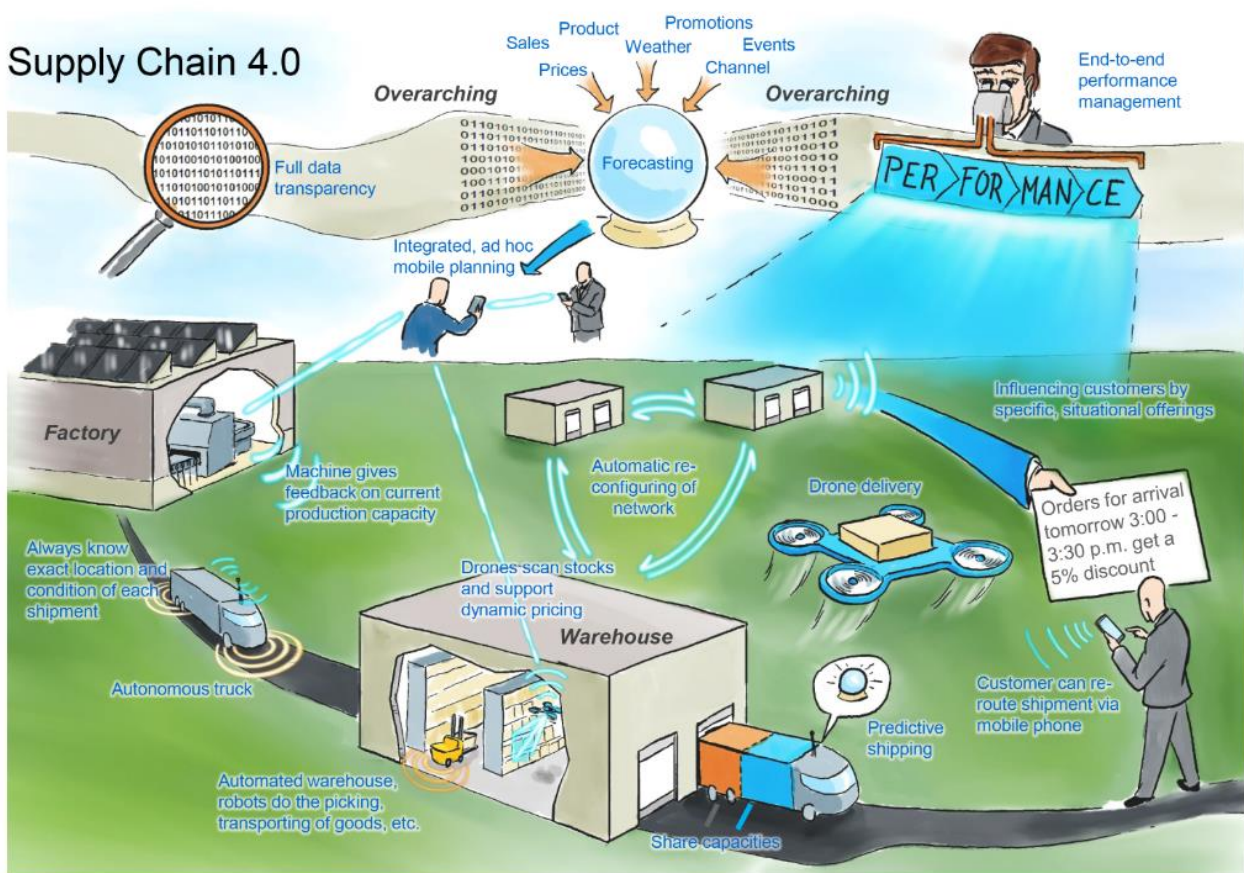 Supply Chain 4.0
Sales
Product
Promotions
Weather
Events
Prices
Channel
Overarching
Overarching
End-to-end
performance
management
Full data
transparency
Forecasting
PER FOR MAN CE
Integrated, ad hoc
mobile planning
Factory
Machine gives
feedback on current
production capacity
Automatic re-
configuring of
network
Influencing customers by
specific, situational offerings
Drone delivery
Orders for arrival
tomorrow 3:00 -
3:30 p.m. get a
5% discount
Always know
exact location and
condition of each
shipment
Autonomous truck
Drones scan stocks
and support
dynamic pricing
Warehouse
Predictive
shipping
Customer can re-
route shipment via
mobile phone
Automated warehouse,
robots do the picking,
transporting of goods, etc.
Share capacities